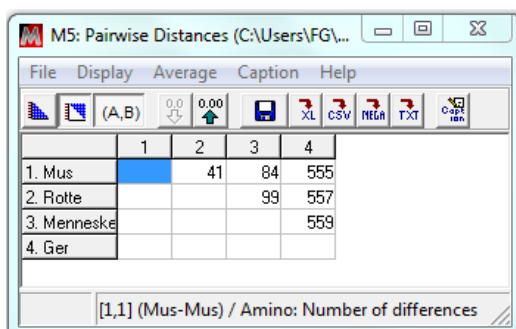 M5: Pairwise Distances (C:\Users\FG\...
File Display Average Caption Help
(A,B) 0.0 0.00 XL CSV MEGA TXT Capt ion
1 2 3 4
1. Mus 41 84 555
2. Rotte 99 557
3. Menneske 559
4. Ger
[1,1] (Mus-Mus) / Amino: Number of differences